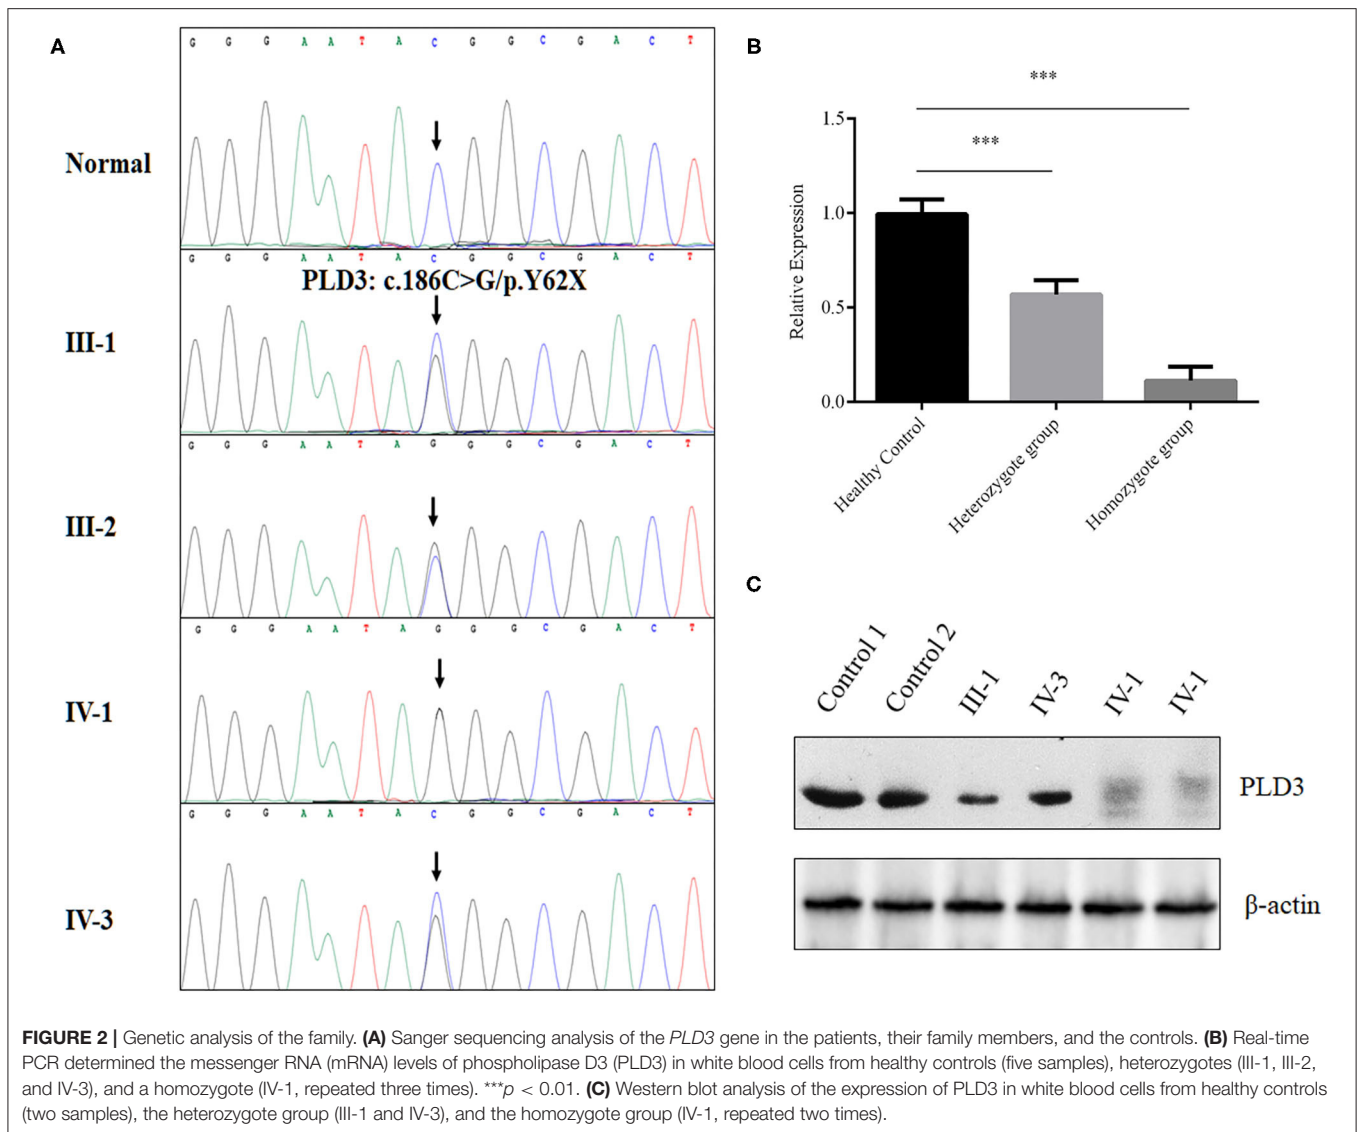 A
G G G A A T A C G G C G A C T
Normal
G G G A A T A C G G C G A C T
PLD3: c.186C>G/p.Y62X
III-1
G G G A A T A G G G C G A C T
III-2
G G G A A T A G G G C G A C T
IV-1
G G G A A T A C G G C G A C T
IV-3
B
***
***
1.5
1.0
0.5
0.0
Relative Expression
Healthy Control
Heterozygote group
Homozygote group
C
Control 1
Control 2
III-1
IV-3
IV-1
IV-1
PLD3
β-actin
FIGURE 2 | Genetic analysis of the family. (A) Sanger sequencing analysis of the PLD3 gene in the patients, their family members, and the controls. (B) Real-time
PCR determined the messenger RNA (mRNA) levels of phospholipase D3 (PLD3) in white blood cells from healthy controls (five samples), heterozygotes (III-1, III-2,
and IV-3), and a homozygote (IV-1, repeated three times). ***p < 0.01. (C) Western blot analysis of the expression of PLD3 in white blood cells from healthy controls
(two samples), the heterozygote group (III-1 and IV-3), and the homozygote group (IV-1, repeated two times).